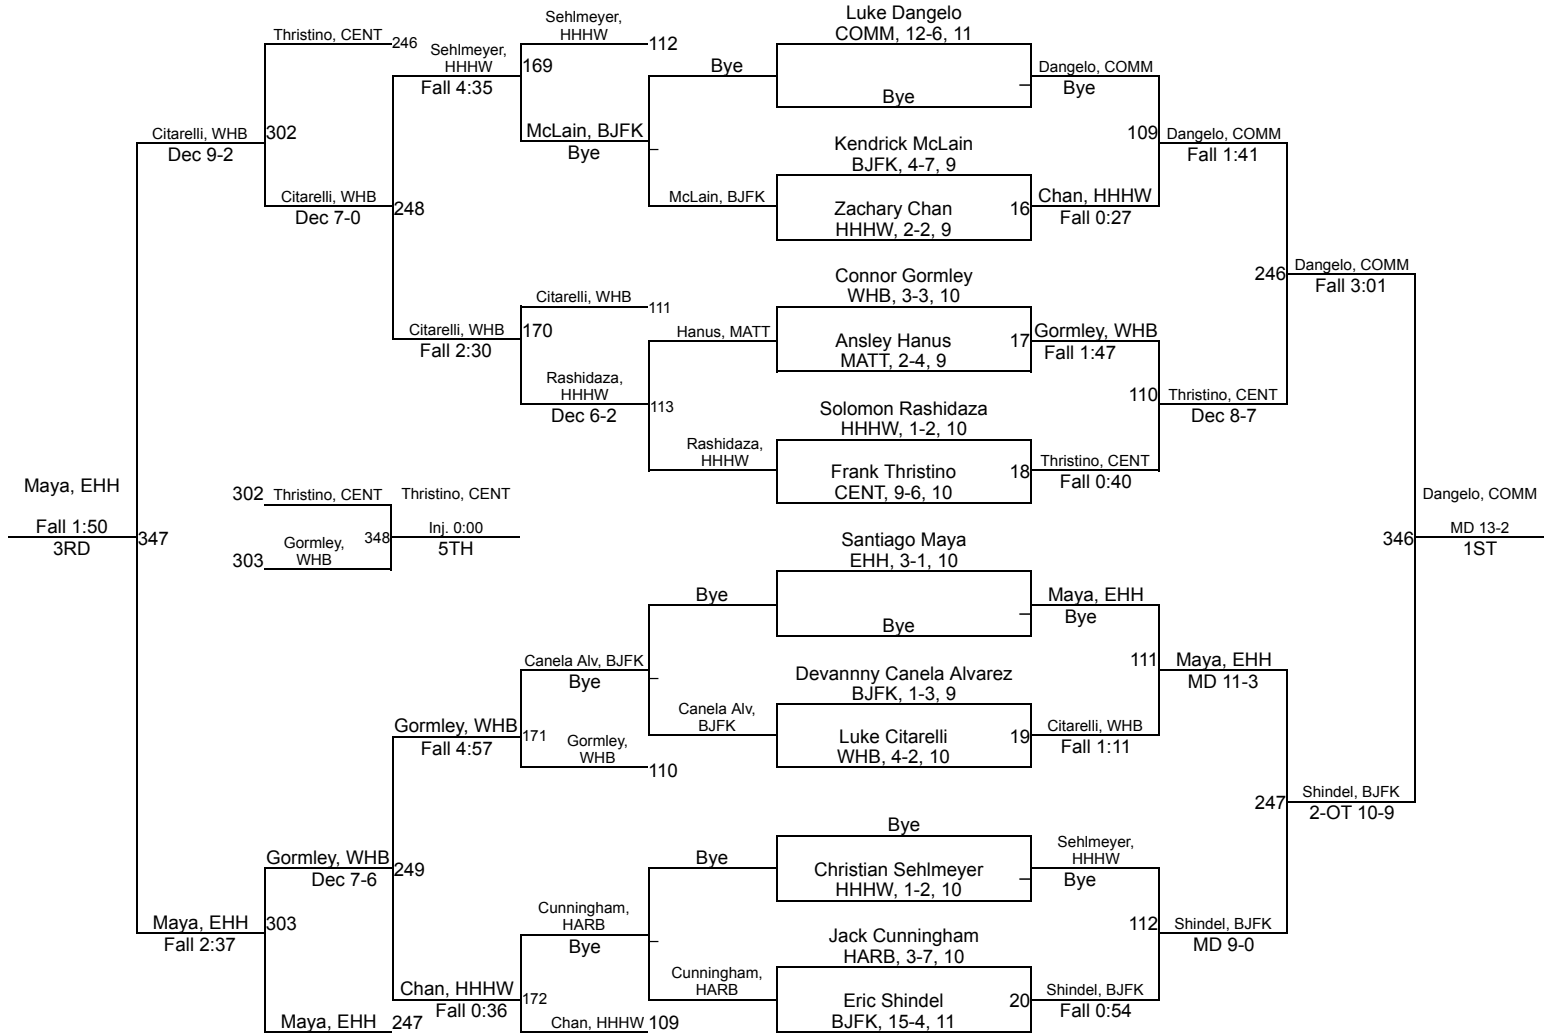 Thristino, CENT
246
302
Citarelli, WHB
Dec 9-2
Citarelli, WHB
Dec 7-0
248
Sehlmeyer,
HHHW
Fall 4:35
Sehlmeyer,
HHHW
112
169
McLain, BJFK
Bye
Bye
McLain, BJFK
Citarelli, WHB
Fall 2:30
170
Citarelli, WHB
111
Rashidaza,
HHHW
Dec 6-2
113
Hanus, MATT
Rashidaza,
HHHW
Luke Dangelo
COMM, 12-6, 11
Bye
Dangelo, COMM
Bye
Kendrick McLain
BJFK, 4-7, 9
Zachary Chan
HHHW, 2-2, 9
16
Chan, HHHW
Fall 0:27
109
Dangelo, COMM
Fall 1:41
Connor Gormley
WHB, 3-3, 10
Ansley Hanus
MATT, 2-4, 9
17
Gormley, WHB
Fall 1:47
Solomon Rashidaza
HHHW, 1-2, 10
Frank Thristino
CENT, 9-6, 10
18
Thristino, CENT
Fall 0:40
110
Thristino, CENT
Dec 8-7
246
Dangelo, COMM
Fall 3:01
Maya, EHH
Fall 1:50
3RD
347
302
Thristino, CENT
303
Gormley,
WHB
348
Thristino, CENT
Inj. 0:00
5TH
346
Dangelo, COMM
MD 13-2
1ST
Santiago Maya
EHH, 3-1, 10
Bye
Maya, EHH
Bye
Devannny Canela Alvarez
BJFK, 1-3, 9
Luke Citarelli
WHB, 4-2, 10
19
Citarelli, WHB
Fall 1:11
111
Maya, EHH
MD 11-3
Bye
Canela Alv,
BJFK
Canela Alv, BJFK
Bye
171
Gormley,
WHB
110
Gormley, WHB
Fall 4:57
249
Gormley, WHB
Dec 7-6
303
Maya, EHH
Fall 2:37
Maya, EHH
247
Chan, HHHW
Fall 0:36
172
Cunningham,
HARB
Bye
Chan, HHHW
109
Bye
Cunningham,
HARB
Bye
Christian Sehlmeyer
HHHW, 1-2, 10
Sehlmeyer,
HHHW
Bye
Jack Cunningham
HARB, 3-7, 10
Eric Shindel
BJFK, 15-4, 11
20
Shindel, BJFK
Fall 0:54
112
Shindel, BJFK
MD 9-0
247
Shindel, BJFK
2-OT 10-9